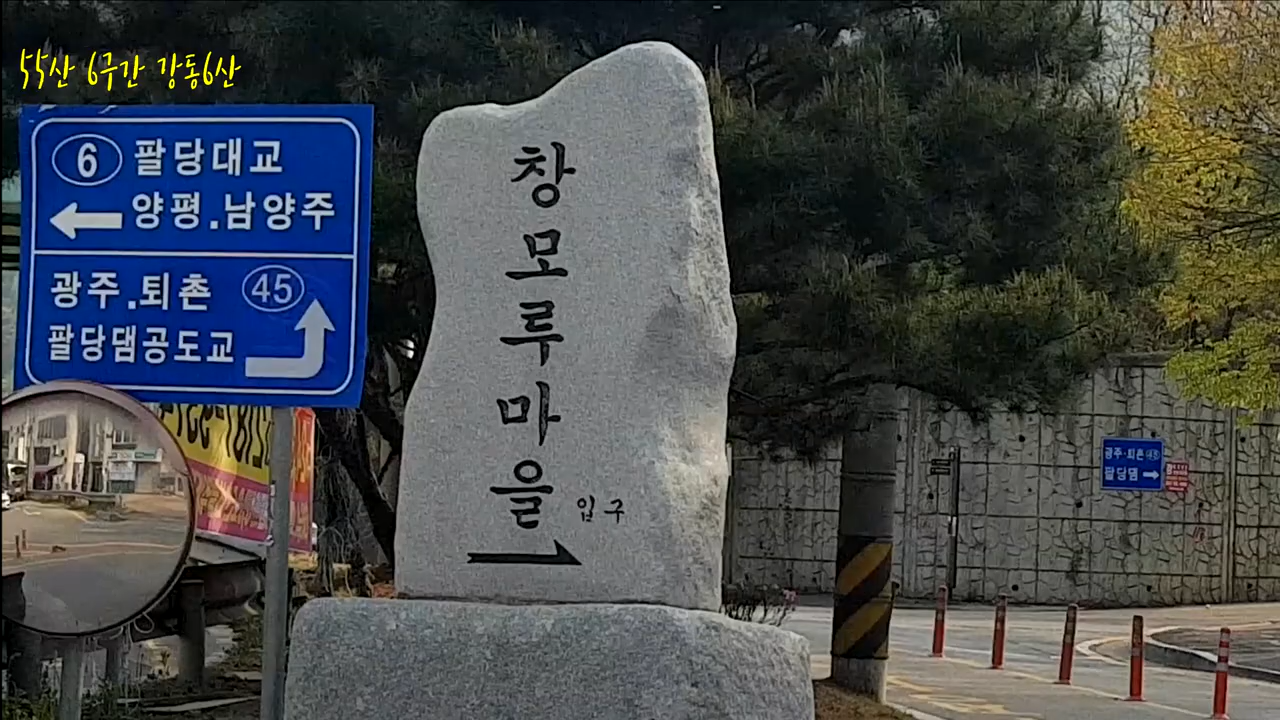 55산 6구간 강동6산
6 팔당대교
양평.남양주
광주.퇴촌 45
팔당댐공도교
창모루마을
입구
광주·퇴촌 45
팔당댐